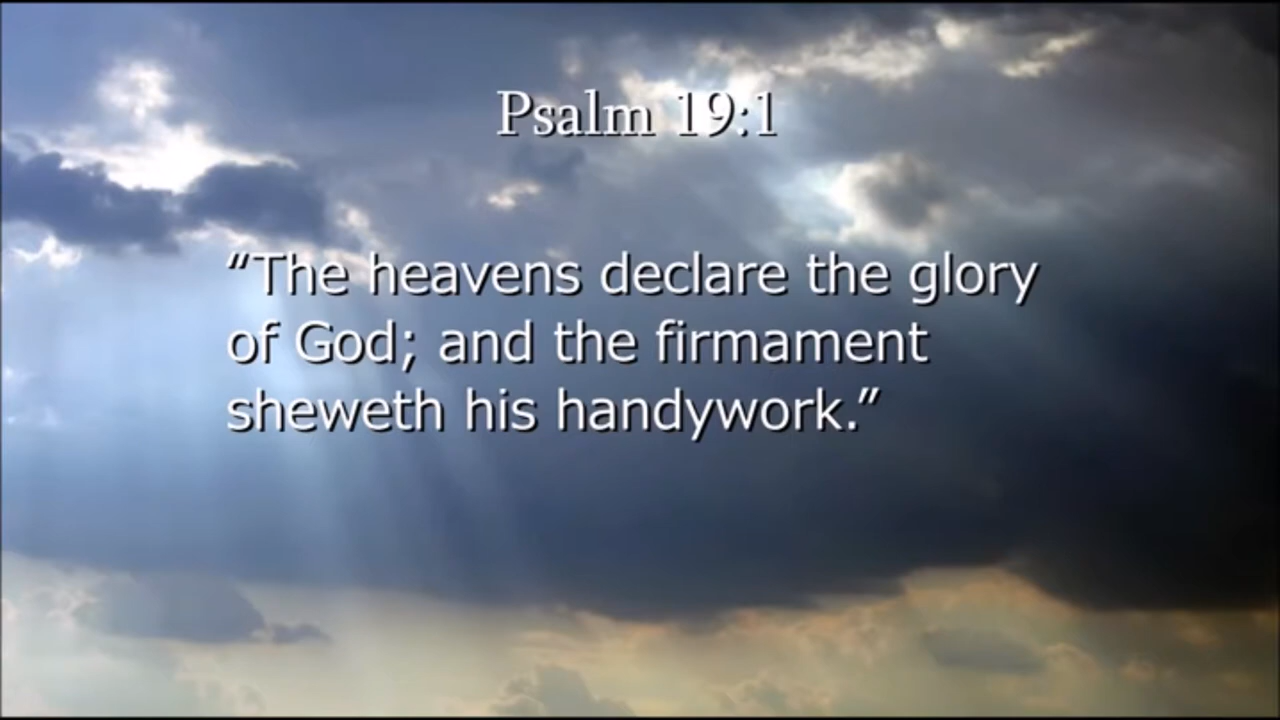 Psalm 19:1
”The heavens declare the glory
of God; and the firmament
sheweth his handywork.”